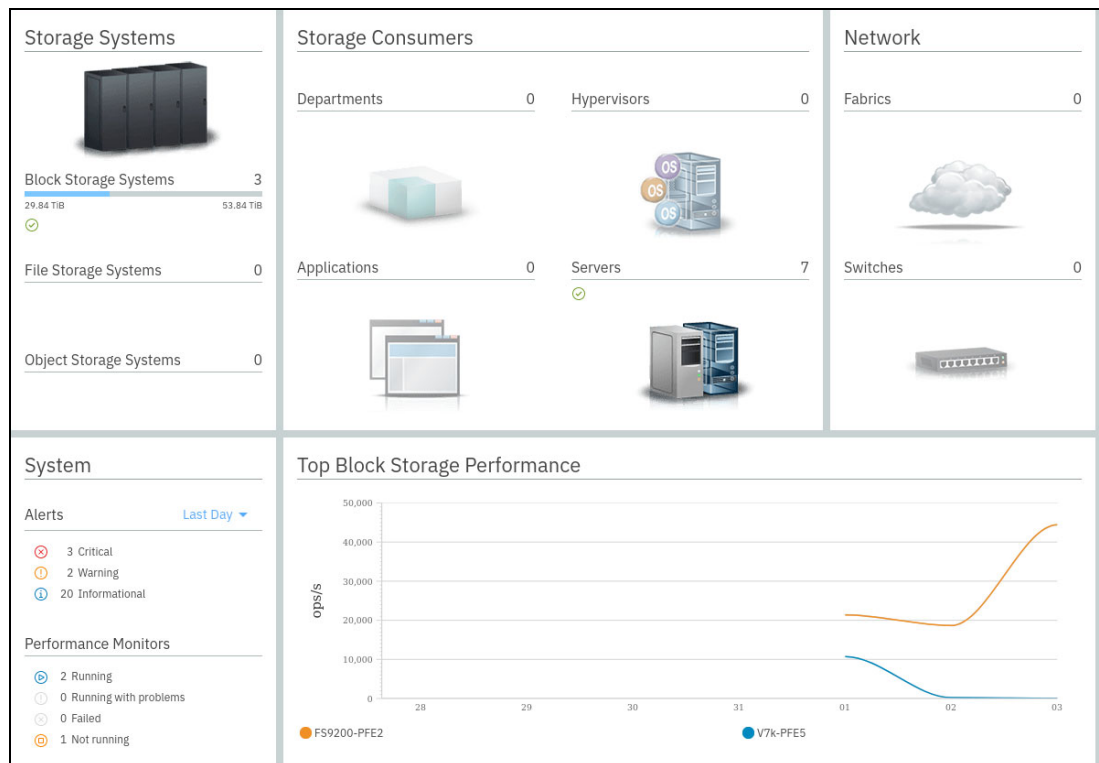 Storage Systems
Block Storage Systems 3
29.84 TiB 53.84 TiB
File Storage Systems 0
Object Storage Systems 0
Storage Consumers
Departments 0
Hypervisors 0
OS
OS
OS
Applications 0
Servers 7
Network
Fabrics 0
Switches 0
System
Alerts Last Day
3 Critical
2 Warning
20 Informational
Performance Monitors
2 Running
0 Running with problems
0 Failed
1 Not running
Top Block Storage Performance
ops/s
50,000
40,000
30,000
20,000
10,000
0
28 29 30 31 01 02 03
FS9200-PFE2 V7k-PFE5